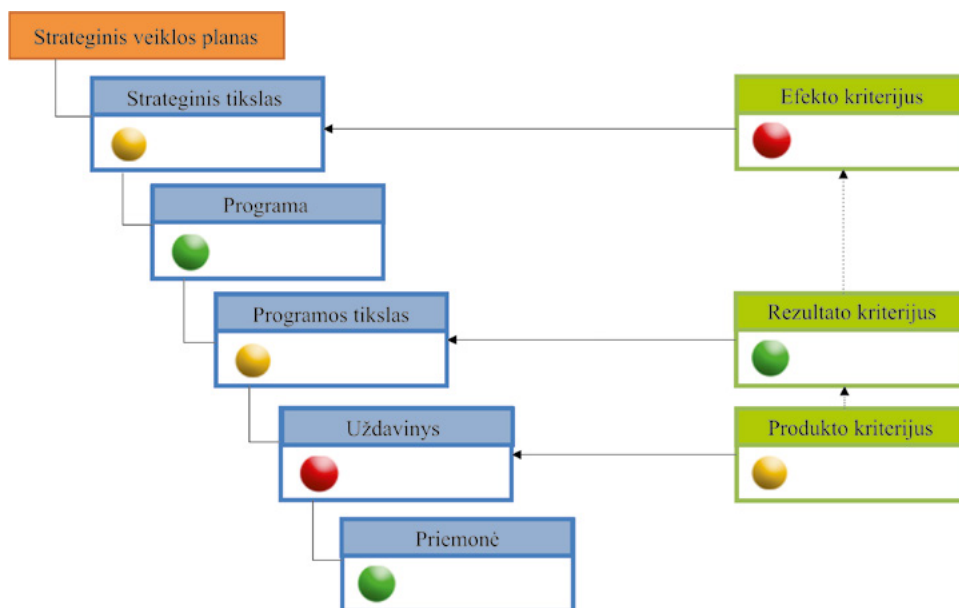 Strateginis veiklos planas
Strateginis tikslas
Efekto kriterijus
Programa
Programos tikslas
Rezultato kriterijus
Uždavinys
Produkto kriterijus
Priemonė